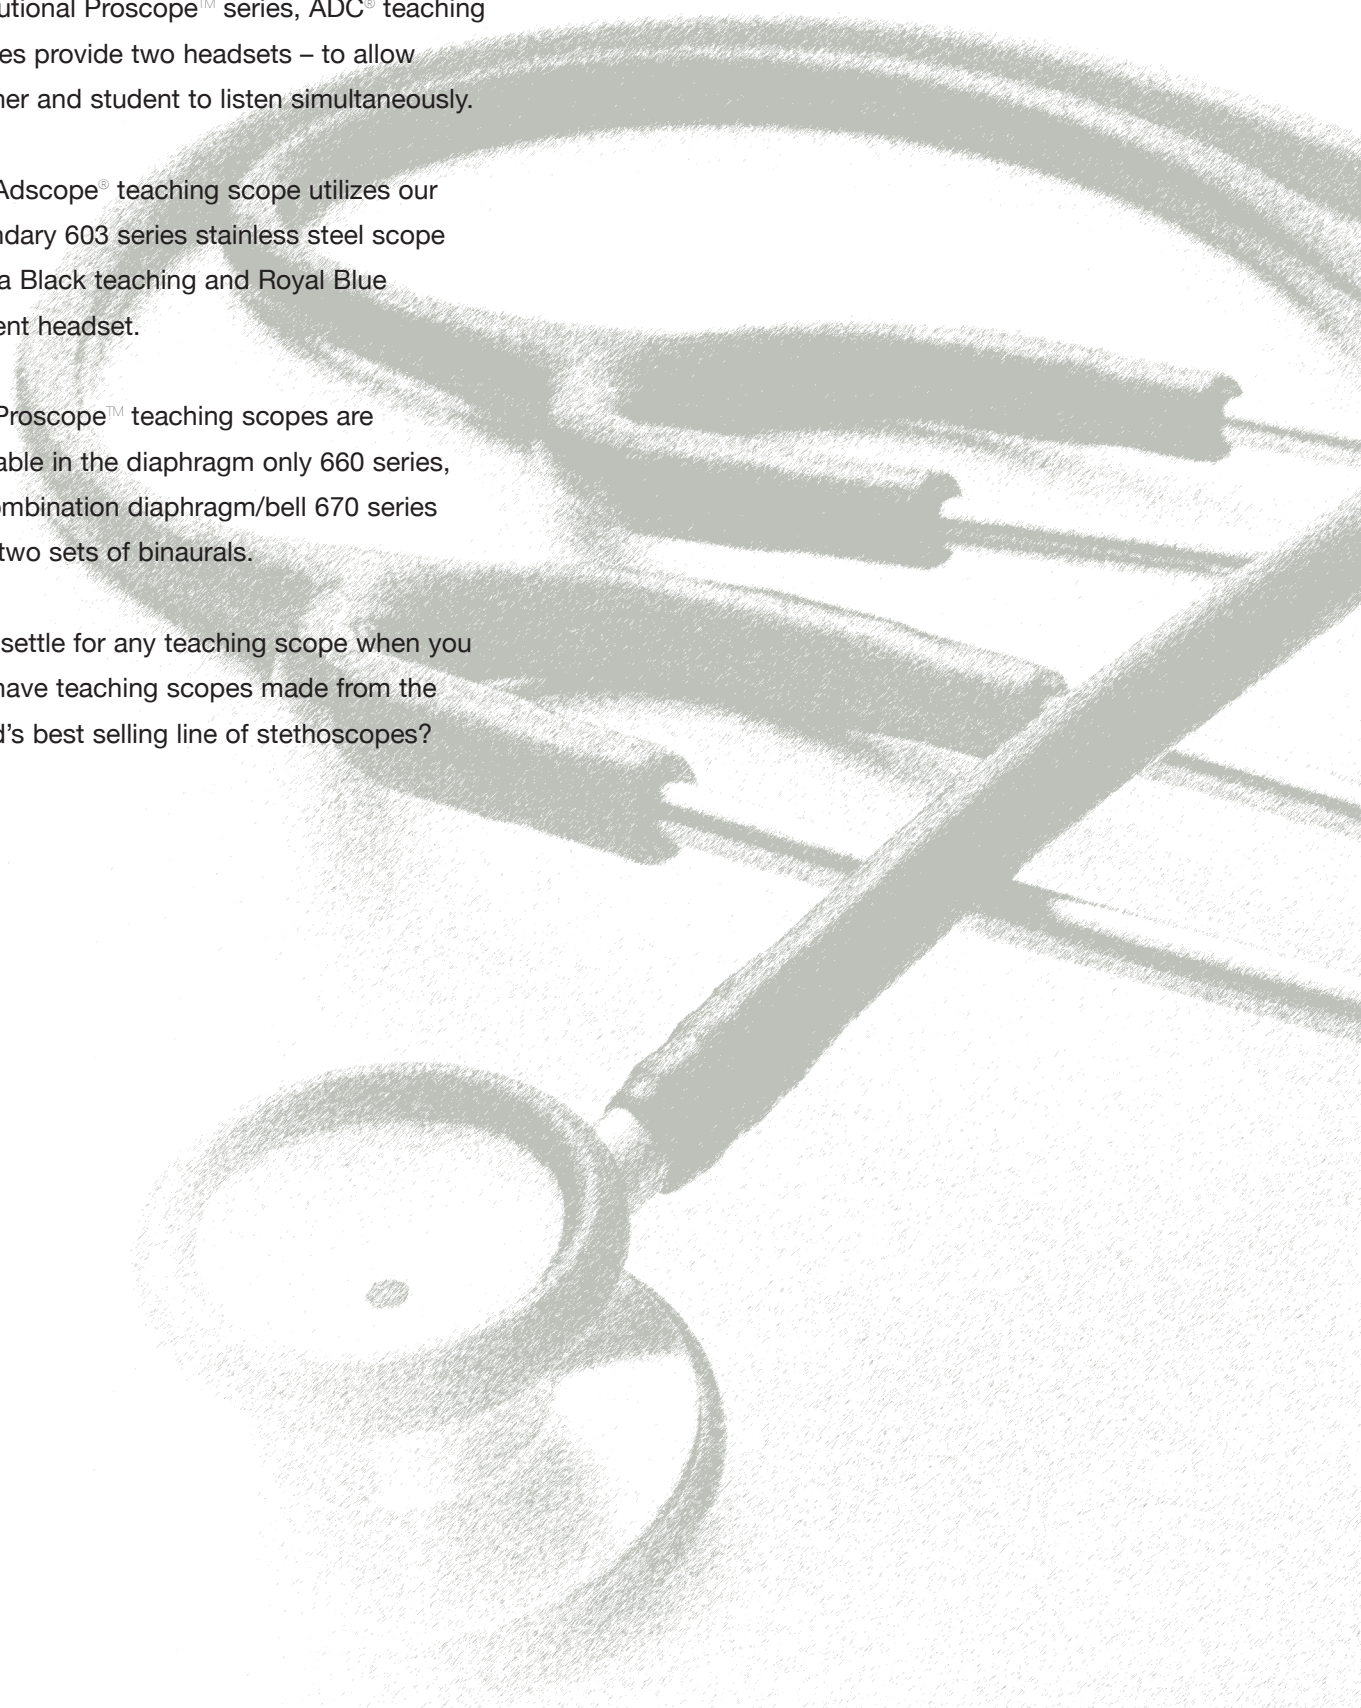 utional Proscope™ series, ADC® teaching
es provide two headsets – to allow
ner and student to listen simultaneously.
Adscope® teaching scope utilizes our
ndary 603 series stainless steel scope
a Black teaching and Royal Blue
ent headset.
Proscope™ teaching scopes are
able in the diaphragm only 660 series,
ombination diaphragm/bell 670 series
two sets of binaurals.
settle for any teaching scope when you
have teaching scopes made from the
d’s best selling line of stethoscopes?